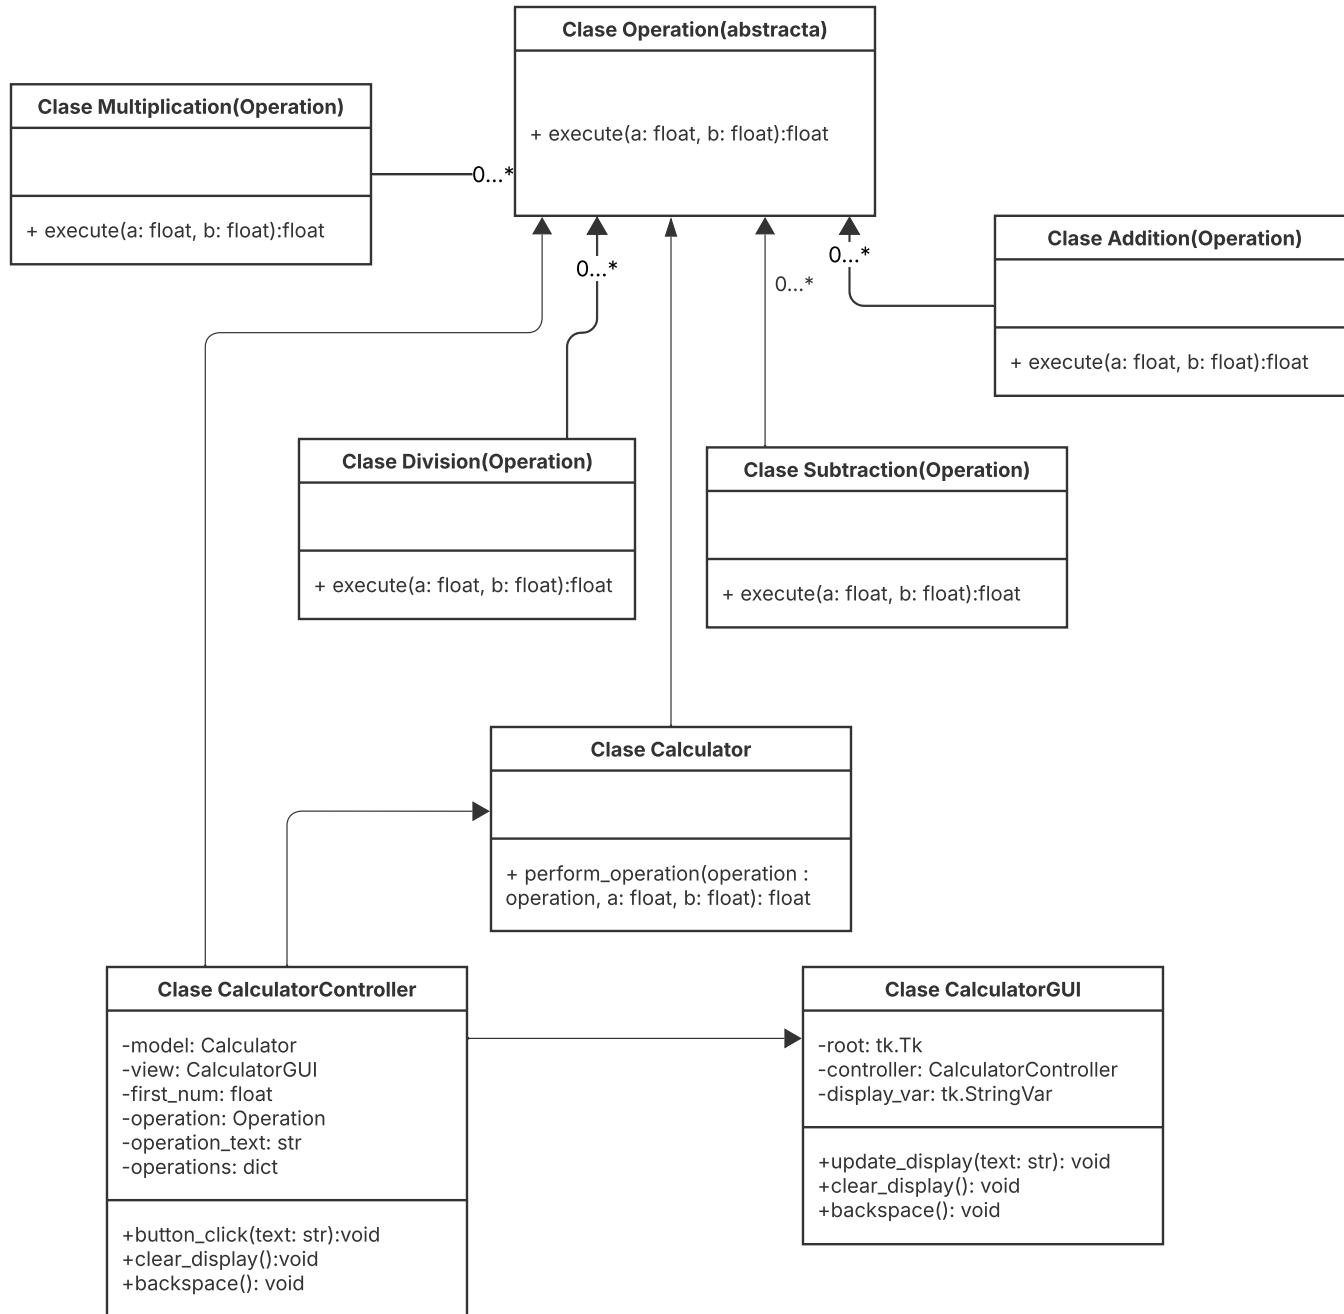 Clase Operation(abstracta)
+ execute(a: float, b: float):float
Clase Multiplication(Operation)
+ execute(a: float, b: float):float
0...*
0...*
0...*
0...*
Clase Addition(Operation)
+ execute(a: float, b: float):float
Clase Division(Operation)
+ execute(a: float, b: float):float
Clase Subtraction(Operation)
+ execute(a: float, b: float):float
Clase Calculator
+ perform_operation(operation :
operation, a: float, b: float): float
Clase CalculatorController
-model: Calculator
-view: CalculatorGUI
-first_num: float
-operation: Operation
-operation_text: str
-operations: dict
+button_click(text: str):void
+clear_display():void
+backspace(): void
Clase CalculatorGUI
-root: tk.Tk
-controller: CalculatorController
-display_var: tk.StringVar
+update_display(text: str): void
+clear_display(): void
+backspace(): void